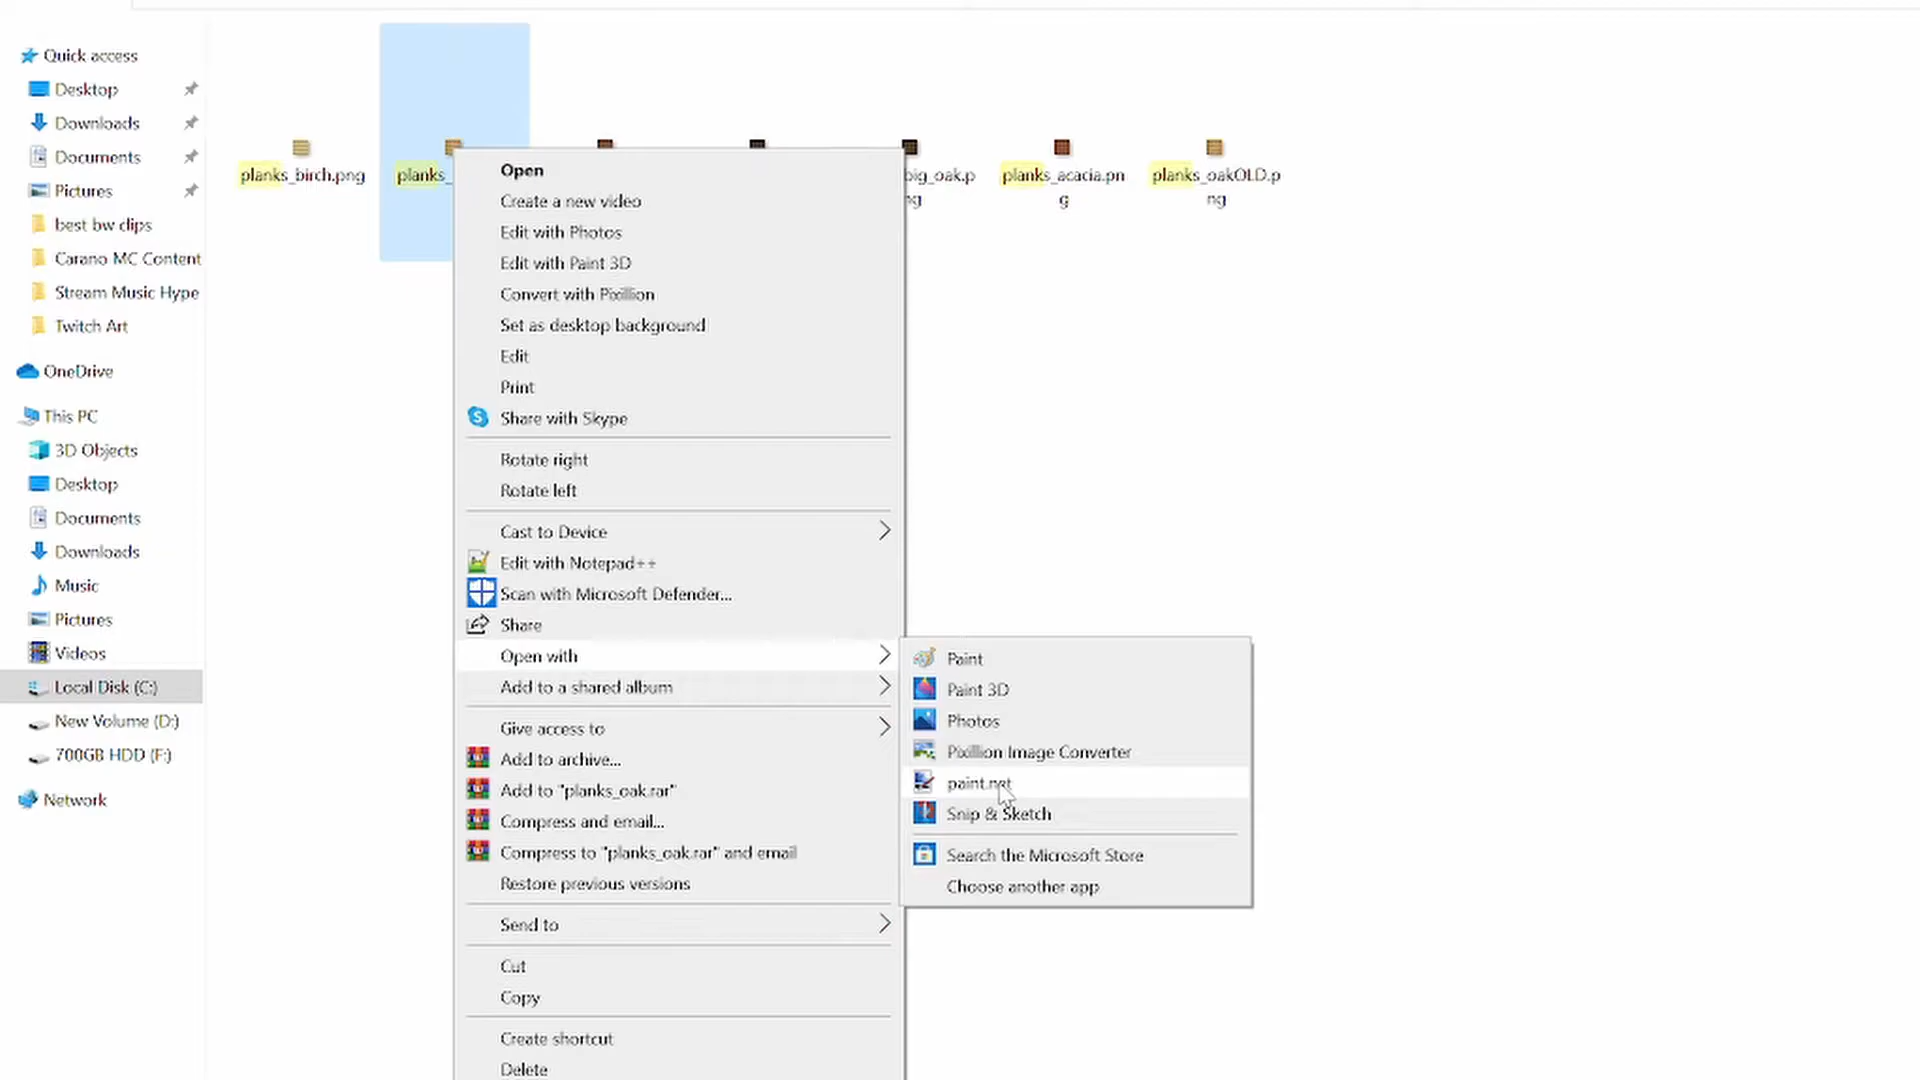 Quick access
Desktop
Downloads
Documents
Pictures
best bw clips
Carano MC Content
Stream Music Hype
Twitch Art
OneDrive
This PC
3D Objects
Desktop
Documents
Downloads
Music
Pictures
Videos
Local Disk (C:)
New Volume (D:)
700GB HDD (F:)
Network
planks_birch.png
planks_
big_oak.p
ng
planks_acacia.pn
g
planks_oakOLD.p
ng
Open
Create a new video
Edit with Photos
Edit with Paint 3D
Convert with Pixillion
Set as desktop background
Edit
Print
Share with Skype
Rotate right
Rotate left
Cast to Device
Edit with Notepad++
Scan with Microsoft Defender...
Share
Open with
Add to a shared album
Give access to
Add to archive...
Add to "planks_oak.rar"
Compress and email...
Compress to "planks_oak.rar" and email
Restore previous versions
Send to
Cut
Copy
Create shortcut
Delete
Paint
Paint 3D
Photos
Pixillion Image Converter
paint.net
Snip & Sketch
Search the Microsoft Store
Choose another app